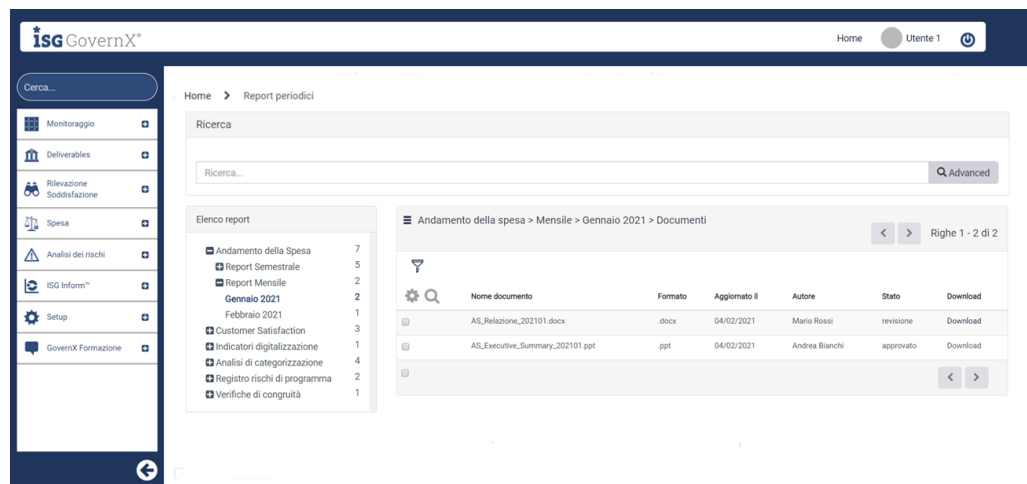 isg GovernX®
Home Utente 1
Cerca...
Monitoraggio
Deliverables
Rilevazione
Soddisfazione
Spesa
Analisi dei rischi
ISG Inform™
Setup
GovernX Formazione
Home > Report periodici
Ricerca
Ricerca... Advanced
Elenco report
Andamento della Spesa 7
Report Semestrale 5
Report Mensile 2
Gennaio 2021 2
Febbraio 2021 1
Customer Satisfaction 3
Indicatori digitalizzazione 1
Analisi di categorizzazione 4
Registro rischi di programma 2
Verifiche di congruità 1
Andamento della spesa > Mensile > Gennaio 2021 > Documenti
Righe 1 - 2 di 2
Nome documento Formato Aggiornato il Autore Stato Download
AS_Relazione_202101.docx .docx 04/02/2021 Mario Rossi revisione Download
AS_Executive_Summary_202101.ppt .ppt 04/02/2021 Andrea Bianchi approvato Download